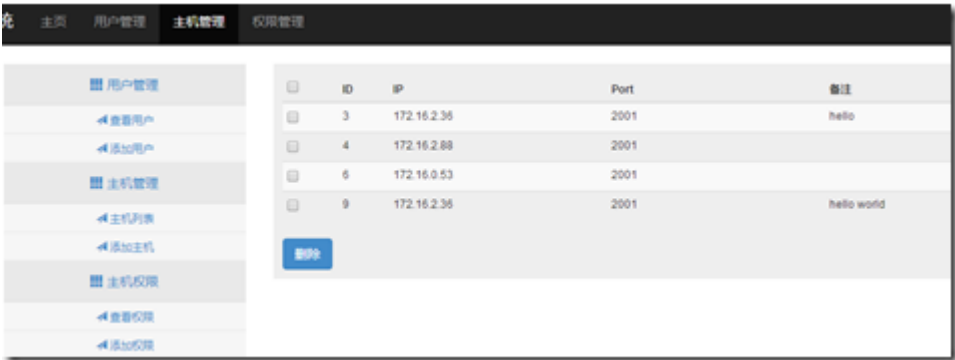 统 主页 用户管理 主机管理 权限管理
用户管理
查看用户
添加用户
主机管理
主机列表
添加主机
主机权限
查看权限
添加权限
ID IP Port 备注
3 172.16.2.36 2001 hello
4 172.16.2.88 2001
6 172.16.0.53 2001
9 172.16.2.36 2001 hello world
删除